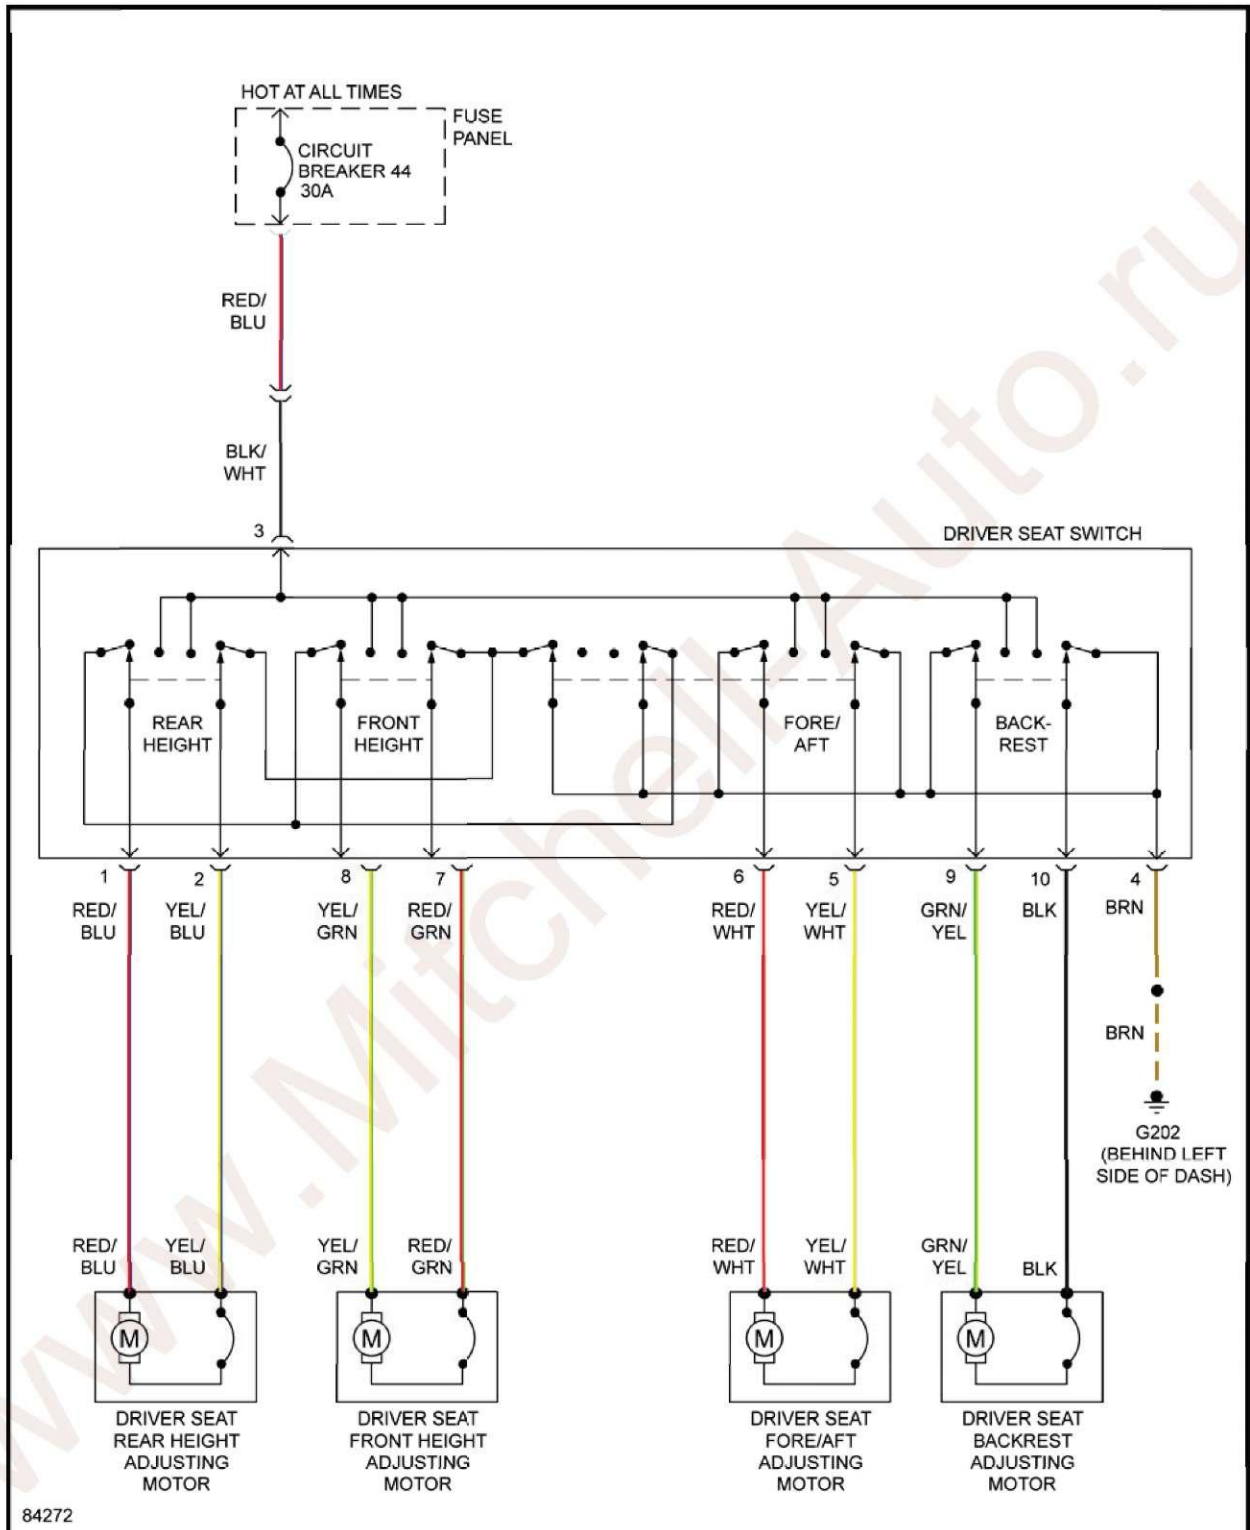 HOT AT ALL TIMES
FUSE
PANEL
CIRCUIT
BREAKER 44
30A
RED/
BLU
BLK/
WHT
3
DRIVER SEAT SWITCH
REAR
HEIGHT
FRONT
HEIGHT
FORE/
AFT
BACK-
REST
1
2
8
7
6
5
9
10
4
RED/
BLU
YEL/
BLU
YEL/
GRN
RED/
GRN
RED/
WHT
YEL/
WHT
GRN/
YEL
BLK
BRN
BRN
G202
(BEHIND LEFT
SIDE OF DASH)
RED/
BLU
YEL/
BLU
YEL/
GRN
RED/
GRN
RED/
WHT
YEL/
WHT
GRN/
YEL
BLK
M
M
M
M
DRIVER SEAT
REAR HEIGHT
ADJUSTING
MOTOR
DRIVER SEAT
FRONT HEIGHT
ADJUSTING
MOTOR
DRIVER SEAT
FORE/AFT
ADJUSTING
MOTOR
DRIVER SEAT
BACKREST
ADJUSTING
MOTOR
84272
www.Mitchell-Auto.ru